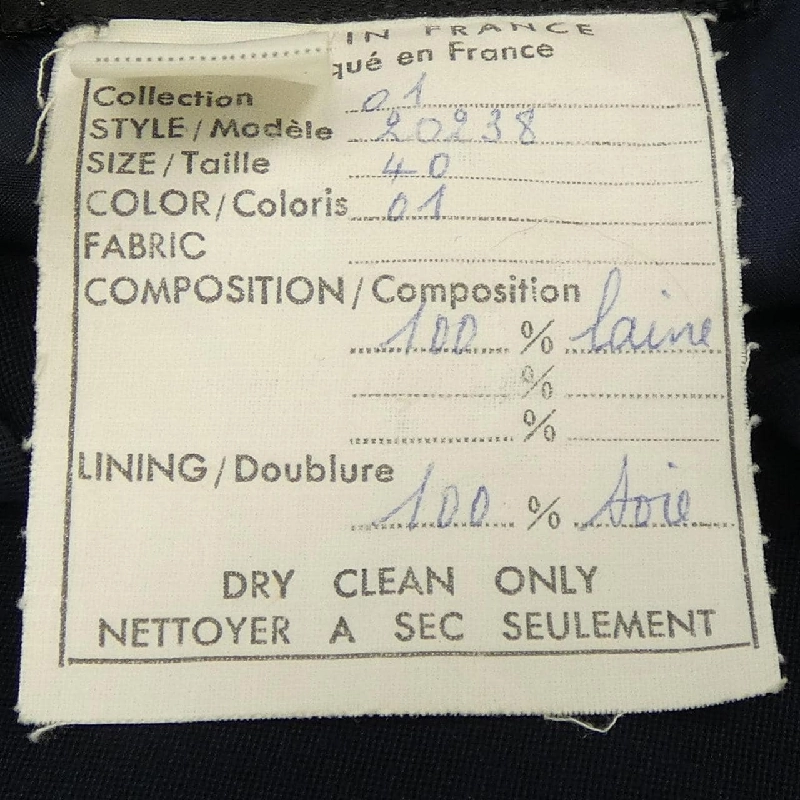 IN FRANCE
qué en France
Collection 01
STYLE/Modèle 20238
SIZE/Taille 40
COLOR/Coloris 01
FABRIC
COMPOSITION/Composition
100 % laine
%
%
LINING/Doublure
100 % soie
DRY CLEAN ONLY
NETTOYER A SEC SEULEMENT